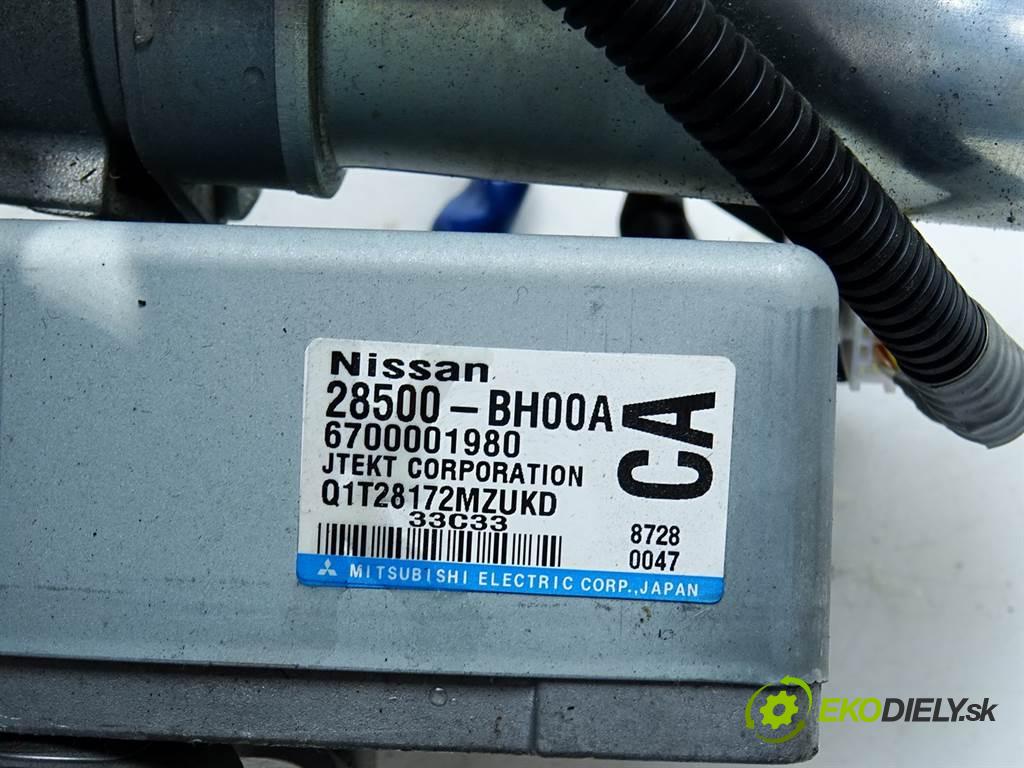 Nissan
28500-BH00A
6700001980
JTEKT CORPORATION
Q1T28172MZUKD
33C33
CA
8728
0047
MITSUBISHI ELECTRIC CORP.,JAPAN
EKODIELY.sk